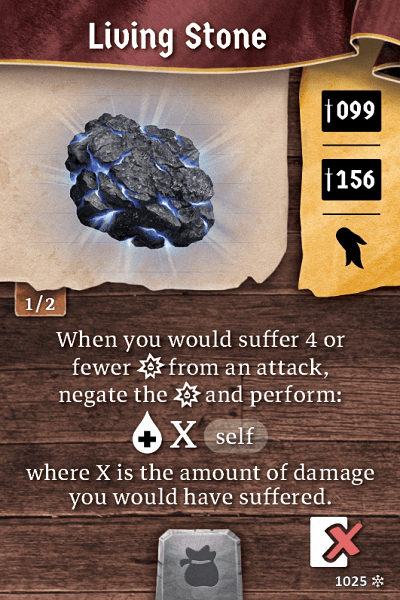 Living Stone
†099
†156
1/2
When you would suffer 4 or
fewer from an attack,
negate the and perform:
X self
where X is the amount of damage
you would have suffered.
1025